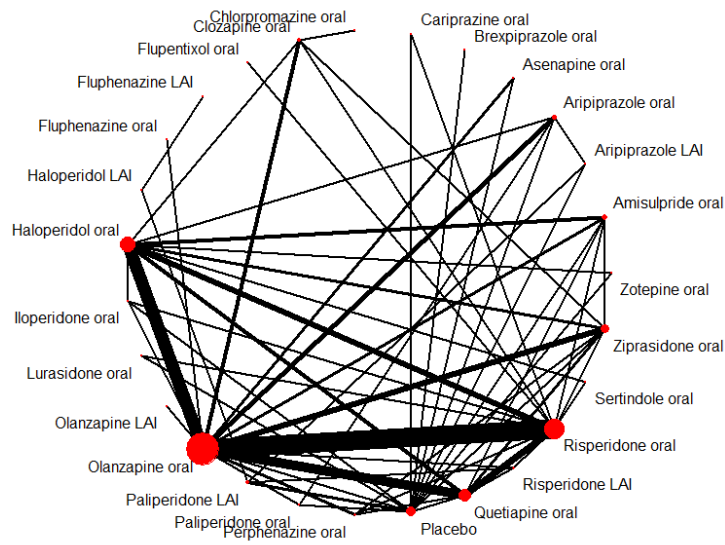 Chlorpromazine oral
Clozapine oral
Cariprazine oral
Brexpiprazole oral
Flupentixol oral
Asenapine oral
Fluphenazine LAI
Aripiprazole oral
Fluphenazine oral
Aripiprazole LAI
Haloperidol LAI
Amisulpride oral
Haloperidol oral
Zotepine oral
Iloperidone oral
Ziprasidone oral
Lurasidone oral
Sertindole oral
Olanzapine LAI
Risperidone oral
Olanzapine oral
Risperidone LAI
Paliperidone LAI
Quetiapine oral
Paliperidone oral
Perphenazine oral
Placebo